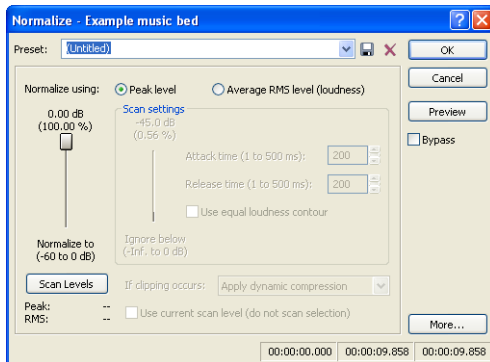 Normalize - Example music bed
Preset: (Untitled)
OK
Cancel
Preview
Bypass
Normalize using: Peak level Average RMS level (loudness)
0.00 dB
(100.00 %)
Normalize to
(-60 to 0 dB)
Scan settings
-45.0 dB
(0.56 %)
Attack time (1 to 500 ms): 200
Release time (1 to 500 ms): 200
Use equal loudness contour
Ignore below
(-Inf. to 0 dB)
Scan Levels
If clipping occurs: Apply dynamic compression
Peak: --
RMS: --
Use current scan level (do not scan selection)
More...
00:00:00.000 00:00:09.858 00:00:09.858